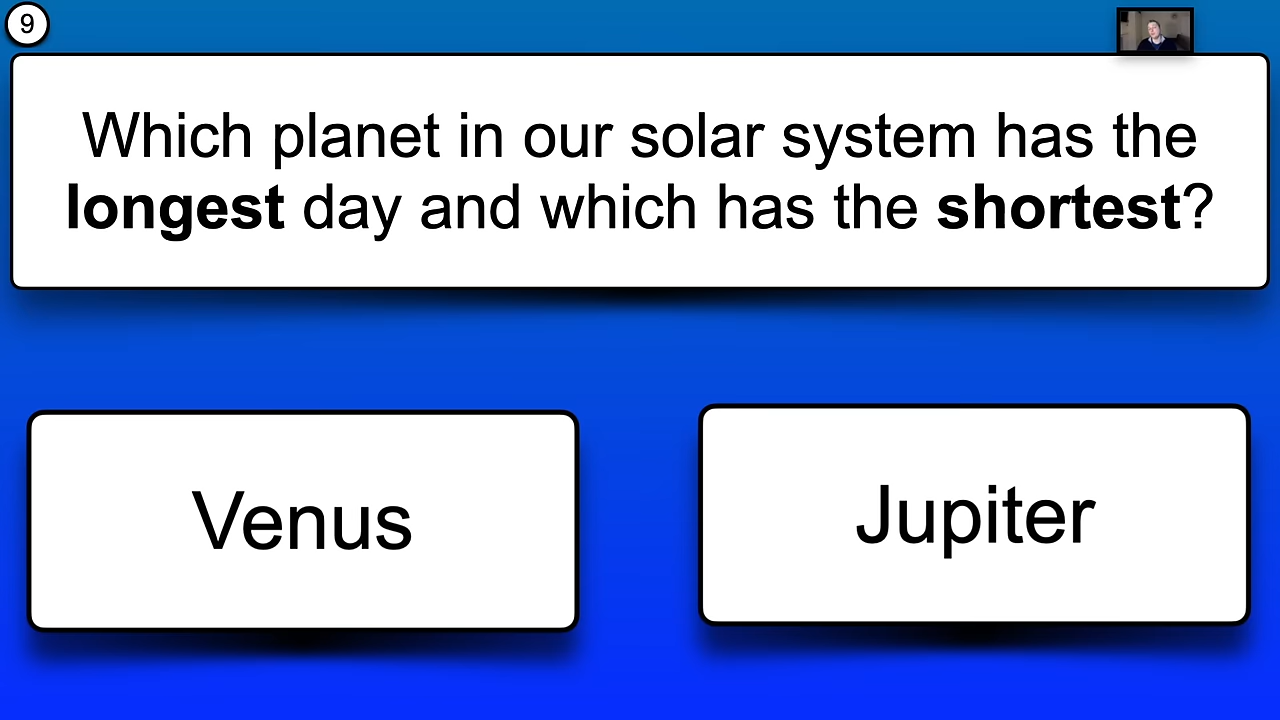 9
Which planet in our solar system has the
longest day and which has the shortest?
Venus
Jupiter